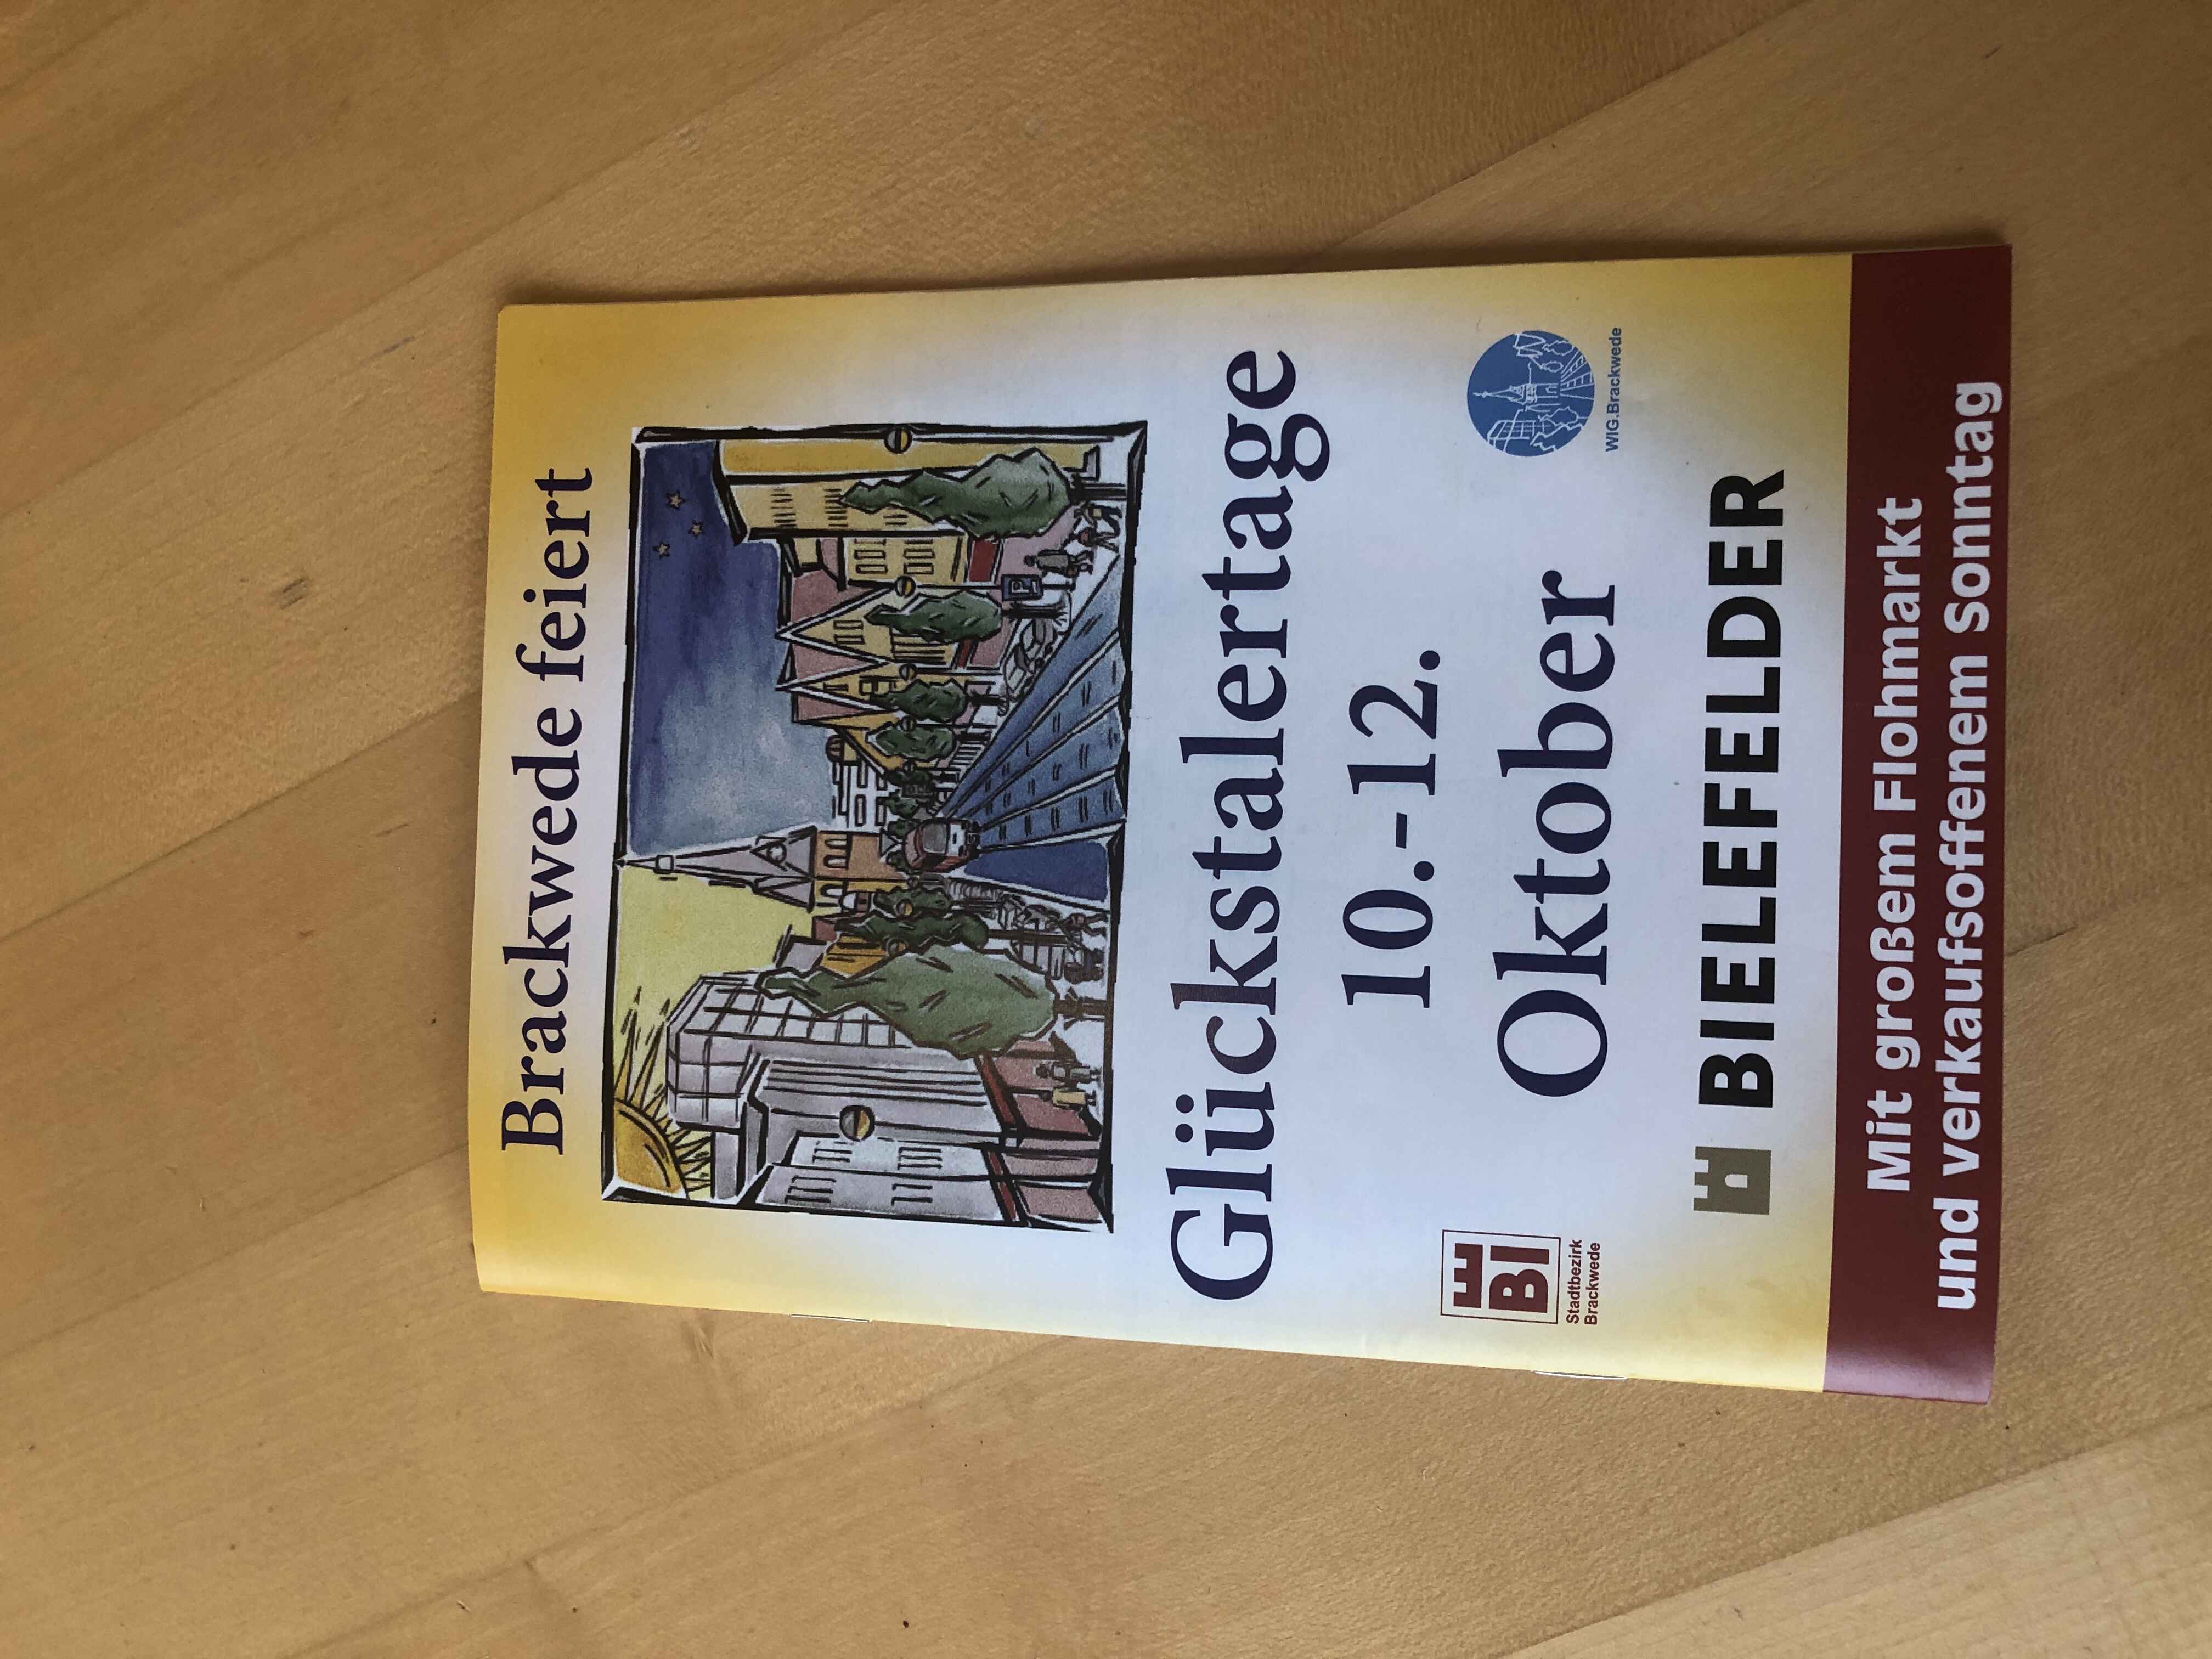 Brackwede feiert
P
Glückstalertage
10.-12.
Oktober
BI
Stadtbezirk
Brackwede
WIG.Brackwede
BIELEFELDER
Mit großem Flohmarkt
und verkaufsoffenem Sonntag